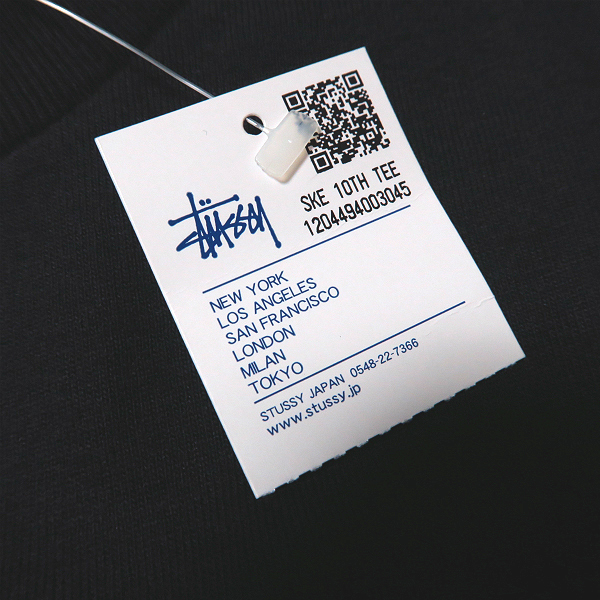 SKE 10TH TEE
1204494003045
Stüssy
NEW YORK
LOS ANGELES
SAN FRANCISCO
LONDON
MILAN
TOKYO
STUSSY JAPAN 0548-22-7366
www.stussy.jp